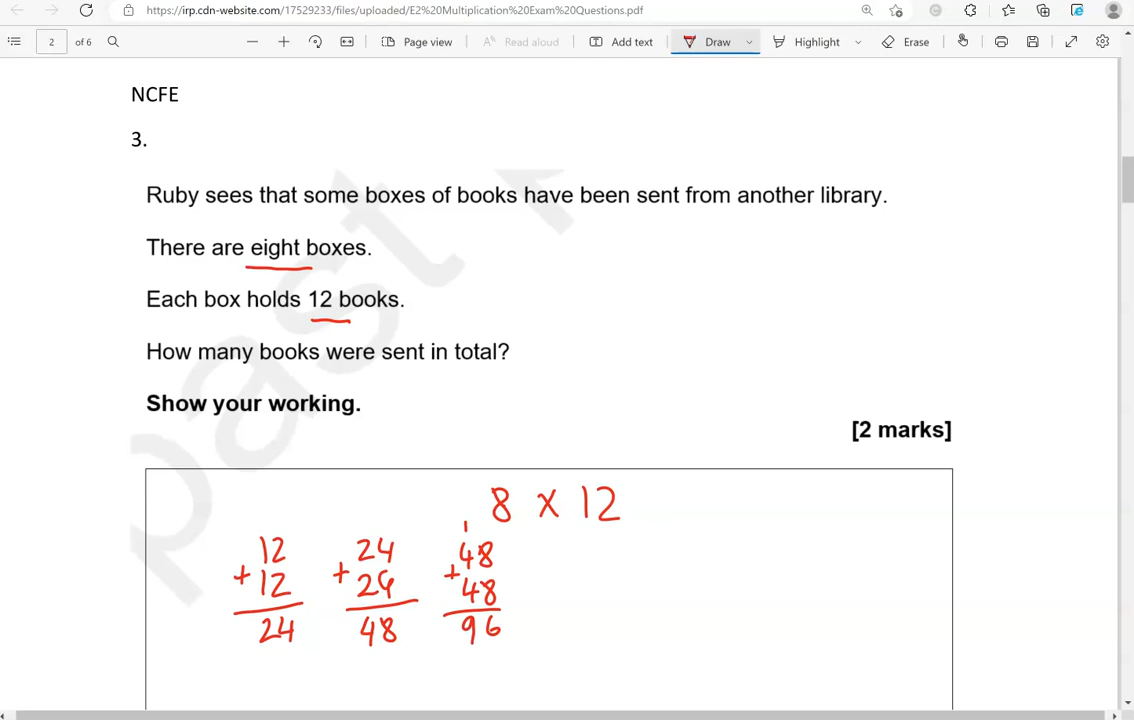 https://irp.cdn-website.com/17529233/files/uploaded/E2%20Multiplication%20Exam%20Questions.pdf
2 of 6 Page view Read aloud Add text Draw Highlight Erase
NCFE
3.
Ruby sees that some boxes of books have been sent from another library.
There are eight boxes.
Each box holds 12 books.
How many books were sent in total?
Show your working.
[2 marks]
8 x 12
1
12 24 48
+ 12 + 24 + 48
24 48 96